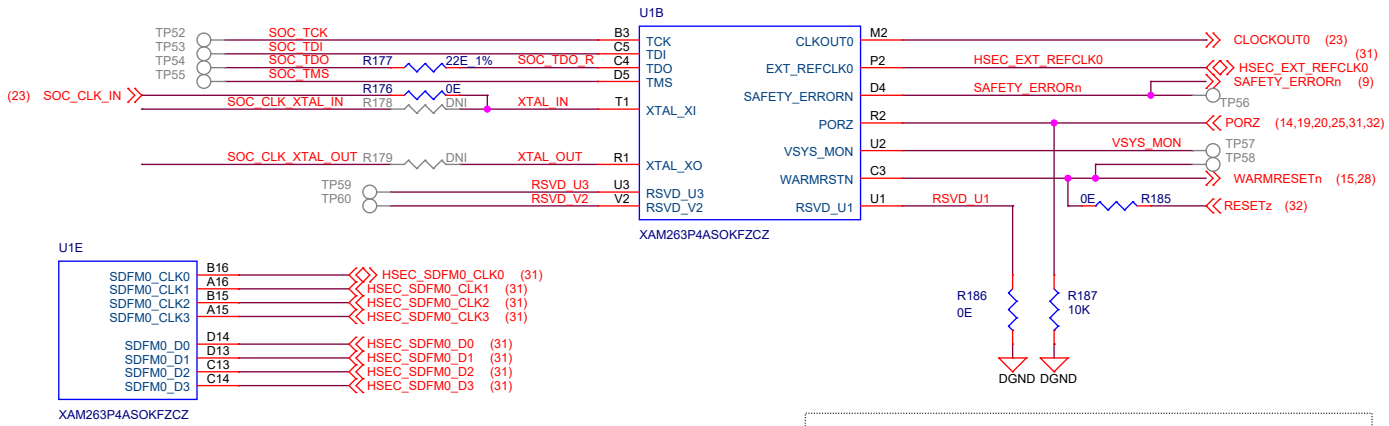 U1B
TP52 SOC_TCK B3 TCK CLKOUT0 M2 CLOCKOUT0 (23)
TP53 SOC_TDI C5 TDI
(31)
TP54 SOC_TDO R177 22E_1% SOC_TDO_R C4 TDO EXT_REFCLK0 P2 HSEC_EXT_REFCLK0 HSEC_EXT_REFCLK0
TP55 SOC_TMS D5 TMS
SAFETY_ERRORn (9)
(23) SOC_CLK_IN R176 0E SAFETY_ERRORN D4 SAFETY_ERRORn TP56
SOC_CLK_XTAL_IN R178 DNI XTAL_IN T1 XTAL_XI
PORZ R2 PORZ (14,19,20,25,31,32)
VSYS_MON U2 VSYS_MON TP57
TP58
SOC_CLK_XTAL_OUT R179 DNI XTAL_OUT R1 XTAL_XO
WARMRSTN C3 WARMRESETn (15,28)
TP59 RSVD_U3 U3 RSVD_U3
TP60 RSVD_V2 V2 RSVD_V2 RSVD_U1 U1 RSVD_U1 0E R185 RESETz (32)
XAM263P4ASOKFZCZ
U1E
SDFM0_CLK0 B16 HSEC_SDFM0_CLK0 (31)
SDFM0_CLK1 A16 HSEC_SDFM0_CLK1 (31)
SDFM0_CLK2 B15 HSEC_SDFM0_CLK2 (31)
SDFM0_CLK3 A15 HSEC_SDFM0_CLK3 (31)
SDFM0_D0 D14 HSEC_SDFM0_D0 (31)
SDFM0_D1 D13 HSEC_SDFM0_D1 (31)
SDFM0_D2 C13 HSEC_SDFM0_D2 (31)
SDFM0_D3 C14 HSEC_SDFM0_D3 (31)
XAM263P4ASOKFZCZ
R186 R187
0E 10K
DGND DGND